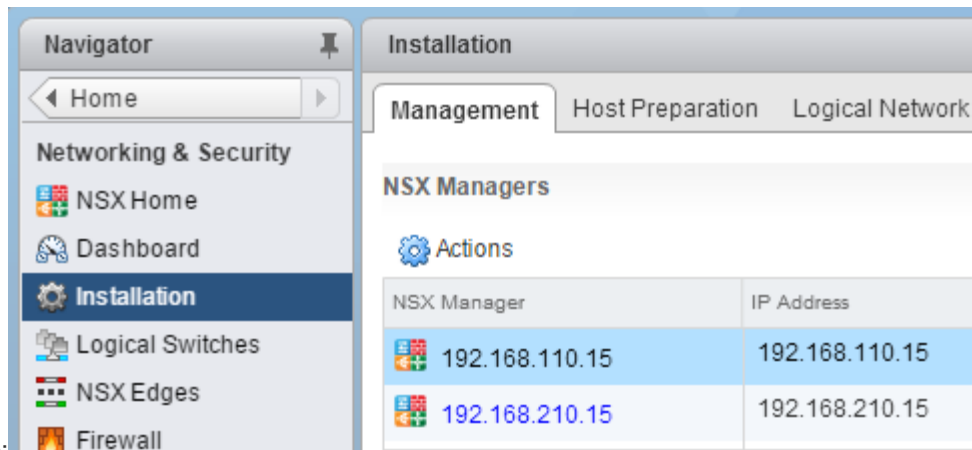 Navigator
Home
Networking & Security
NSX Home
Dashboard
Installation
Logical Switches
NSX Edges
Firewall
Installation
Management Host Preparation Logical Network
NSX Managers
Actions
NSX Manager IP Address
192.168.110.15 192.168.110.15
192.168.210.15 192.168.210.15